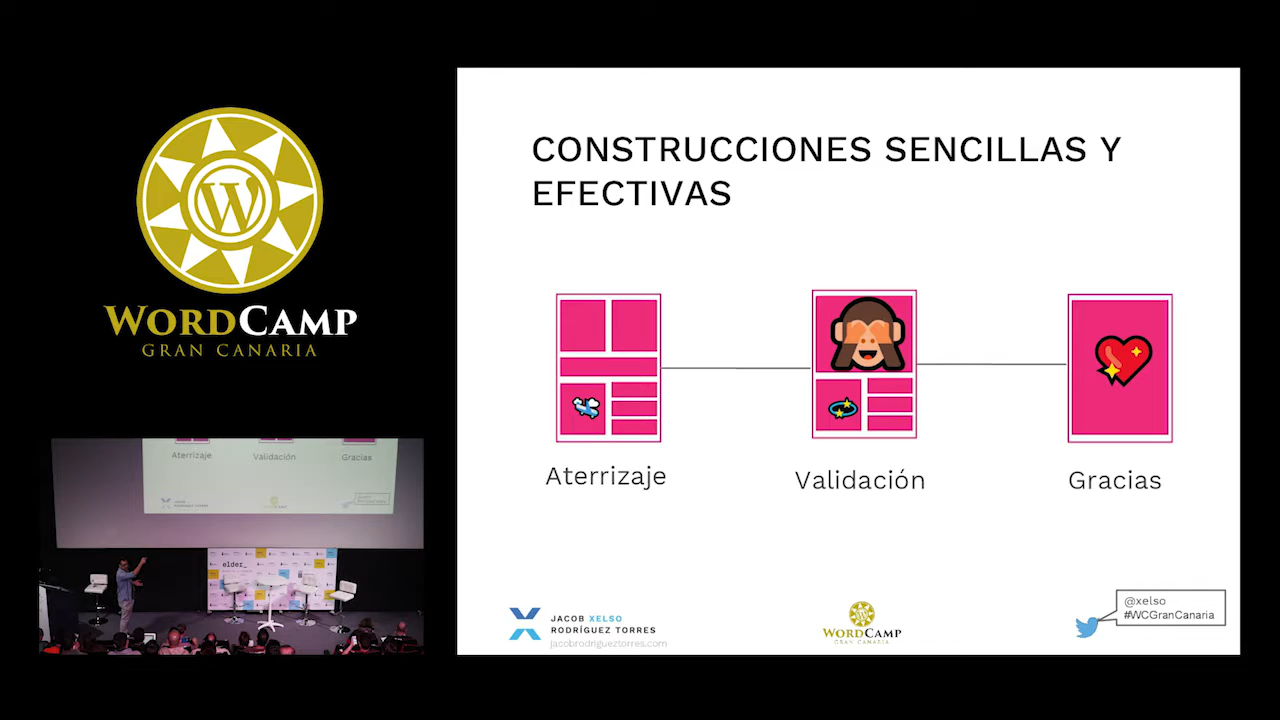 WORDCAMP
GRAN CANARIA
CONSTRUCCIONES SENCILLAS Y
EFECTIVAS
Aterrizaje
Validación
Gracias
JACOB XELSO
RODRÍGUEZ TORRES
jacobrodrigueztorres.com
WORDCAMP
GRAN CANARIA
@xelso
#WCGranCanaria
Aterrizaje
Validación
Gracias
WORDCAMP
elder_